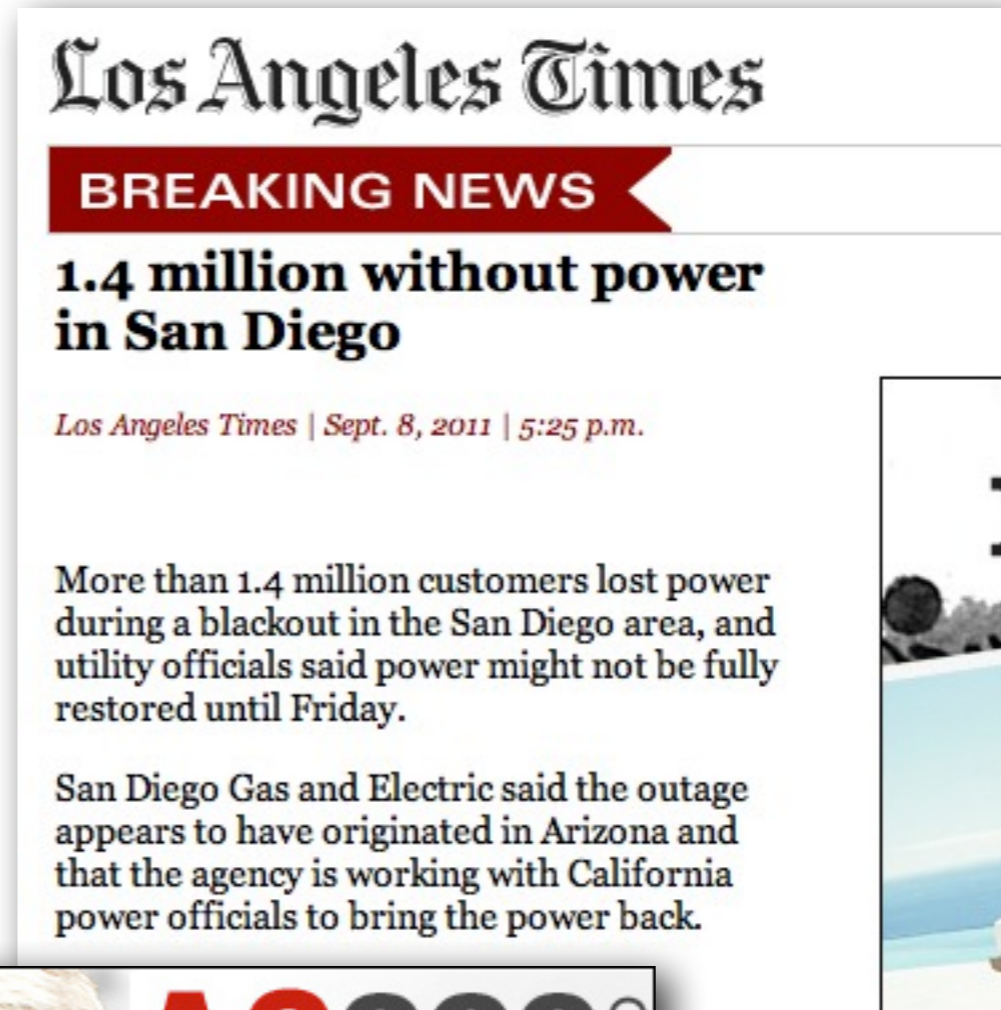 Los Angeles Times
BREAKING NEWS
1.4 million without power
in San Diego
Los Angeles Times | Sept. 8, 2011 | 5:25 p.m.
More than 1.4 million customers lost power
during a blackout in the San Diego area, and
utility officials said power might not be fully
restored until Friday.
San Diego Gas and Electric said the outage
appears to have originated in Arizona and
that the agency is working with California
power officials to bring the power back.